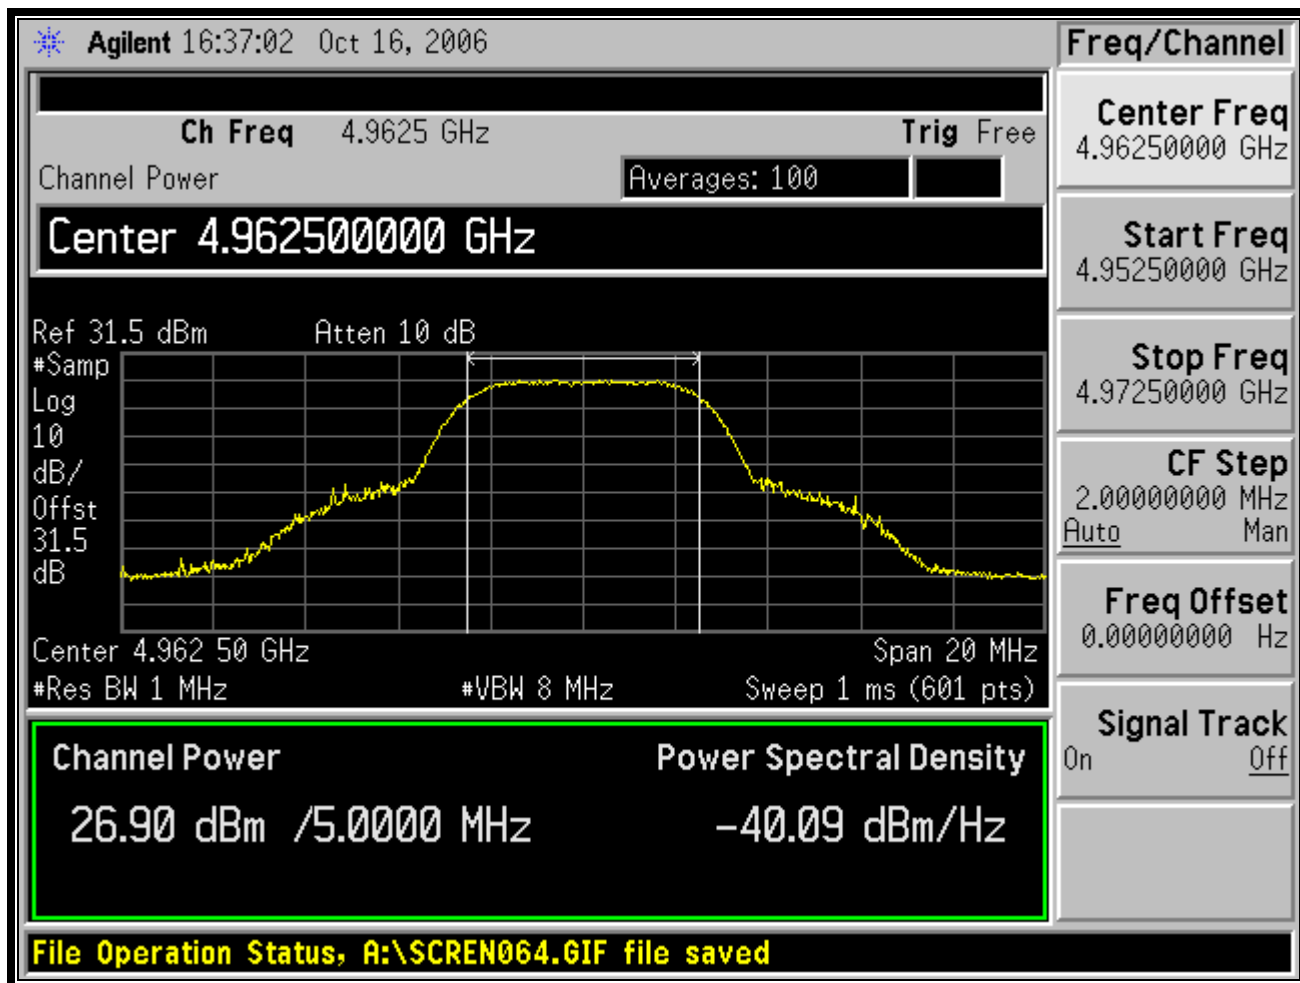 Agilent 16:37:02 Oct 16, 2006
Freq/Channel
Ch Freq 4.9625 GHz Trig Free
Channel Power Averages: 100
Center 4.962500000 GHz
Ref 31.5 dBm Atten 10 dB
#Samp
Log
10
dB/
Offst
31.5
dB
Center 4.962 50 GHz Span 20 MHz
#Res BW 1 MHz #VBW 8 MHz Sweep 1 ms (601 pts)
Channel Power Power Spectral Density
26.90 dBm /5.0000 MHz -40.09 dBm/Hz
File Operation Status, A:\SCREN064.GIF file saved
Center Freq
4.96250000 GHz
Start Freq
4.95250000 GHz
Stop Freq
4.97250000 GHz
CF Step
2.00000000 MHz
Auto Man
Freq Offset
0.00000000 Hz
Signal Track
On Off